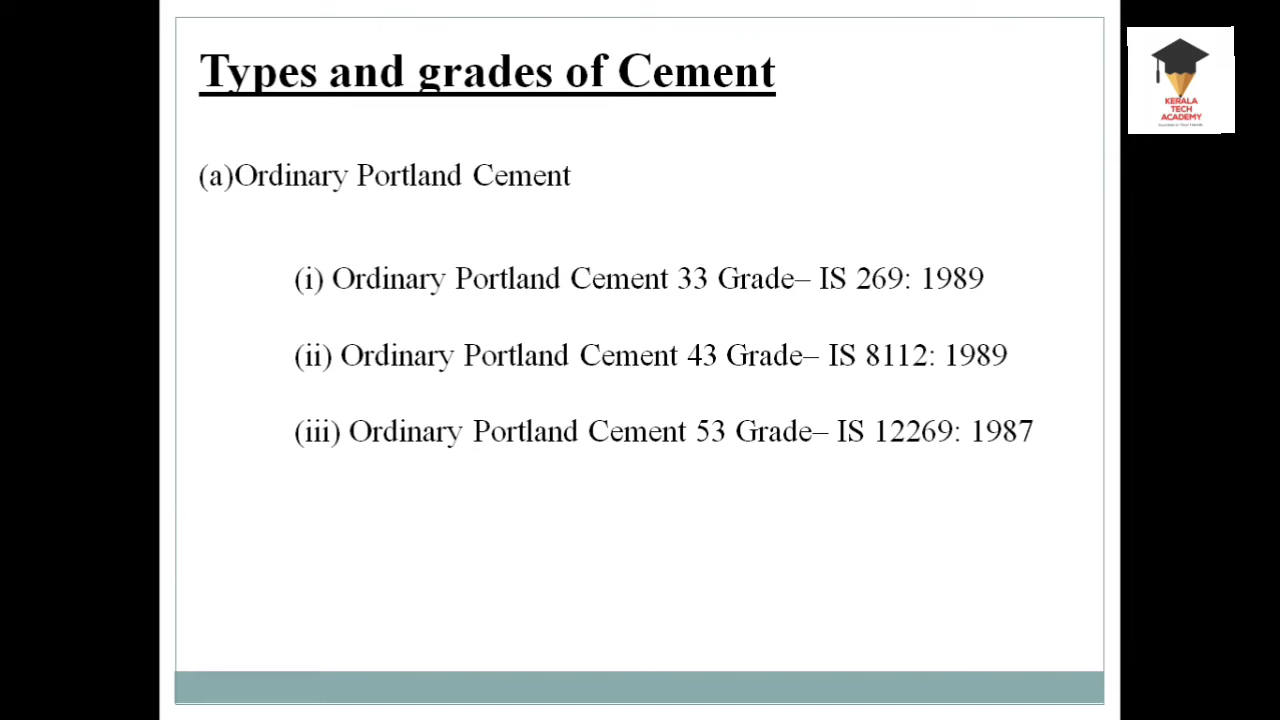 Types and grades of Cement
KERALA
TECH
ACADEMY
(a)Ordinary Portland Cement
(i) Ordinary Portland Cement 33 Grade– IS 269: 1989
(ii) Ordinary Portland Cement 43 Grade– IS 8112: 1989
(iii) Ordinary Portland Cement 53 Grade– IS 12269: 1987